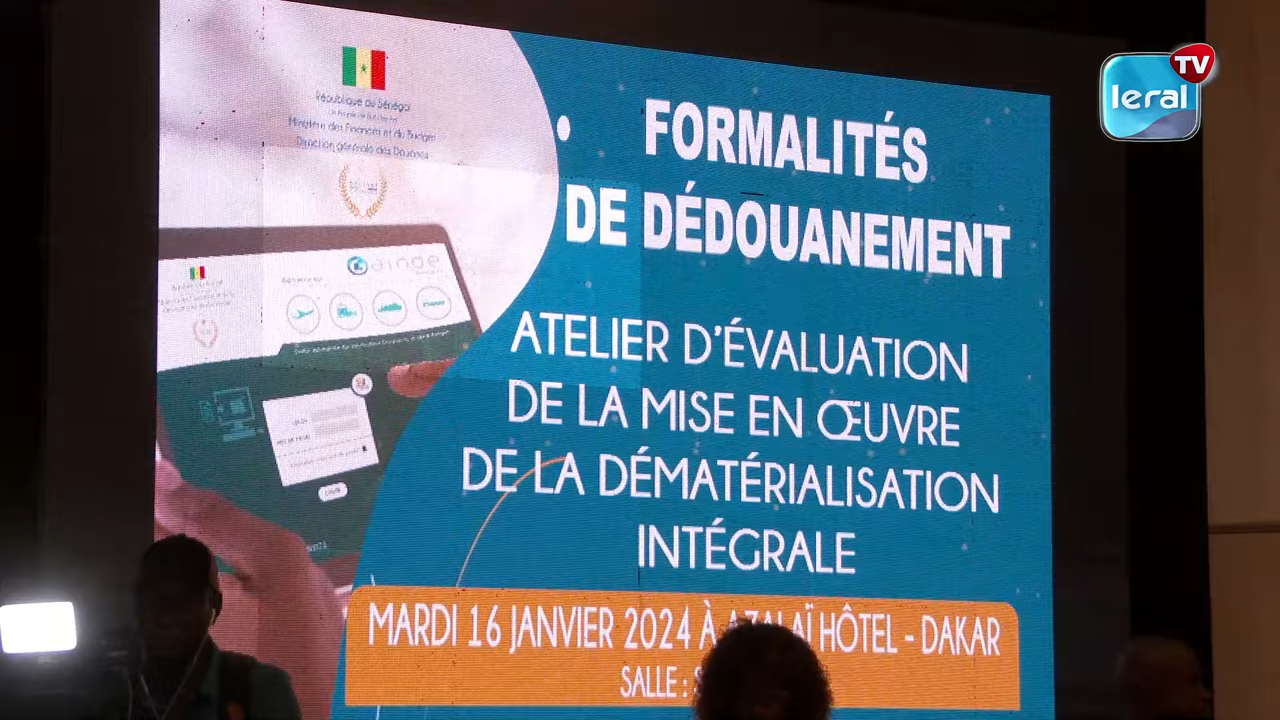 République du Sénégal
Ministère des Finances et du Budget
Direction générale des Douanes
gainde
FORMALITÉS
DE DÉDOUANEMENT
ATELIER D'ÉVALUATION
DE LA MISE EN ŒUVRE
DE LA DÉMATÉRIALISATION
INTÉGRALE
MARDI 16 JANVIER 2024 À AZALAÏ HÔTEL - DAKAR
SALLE :
leral TV